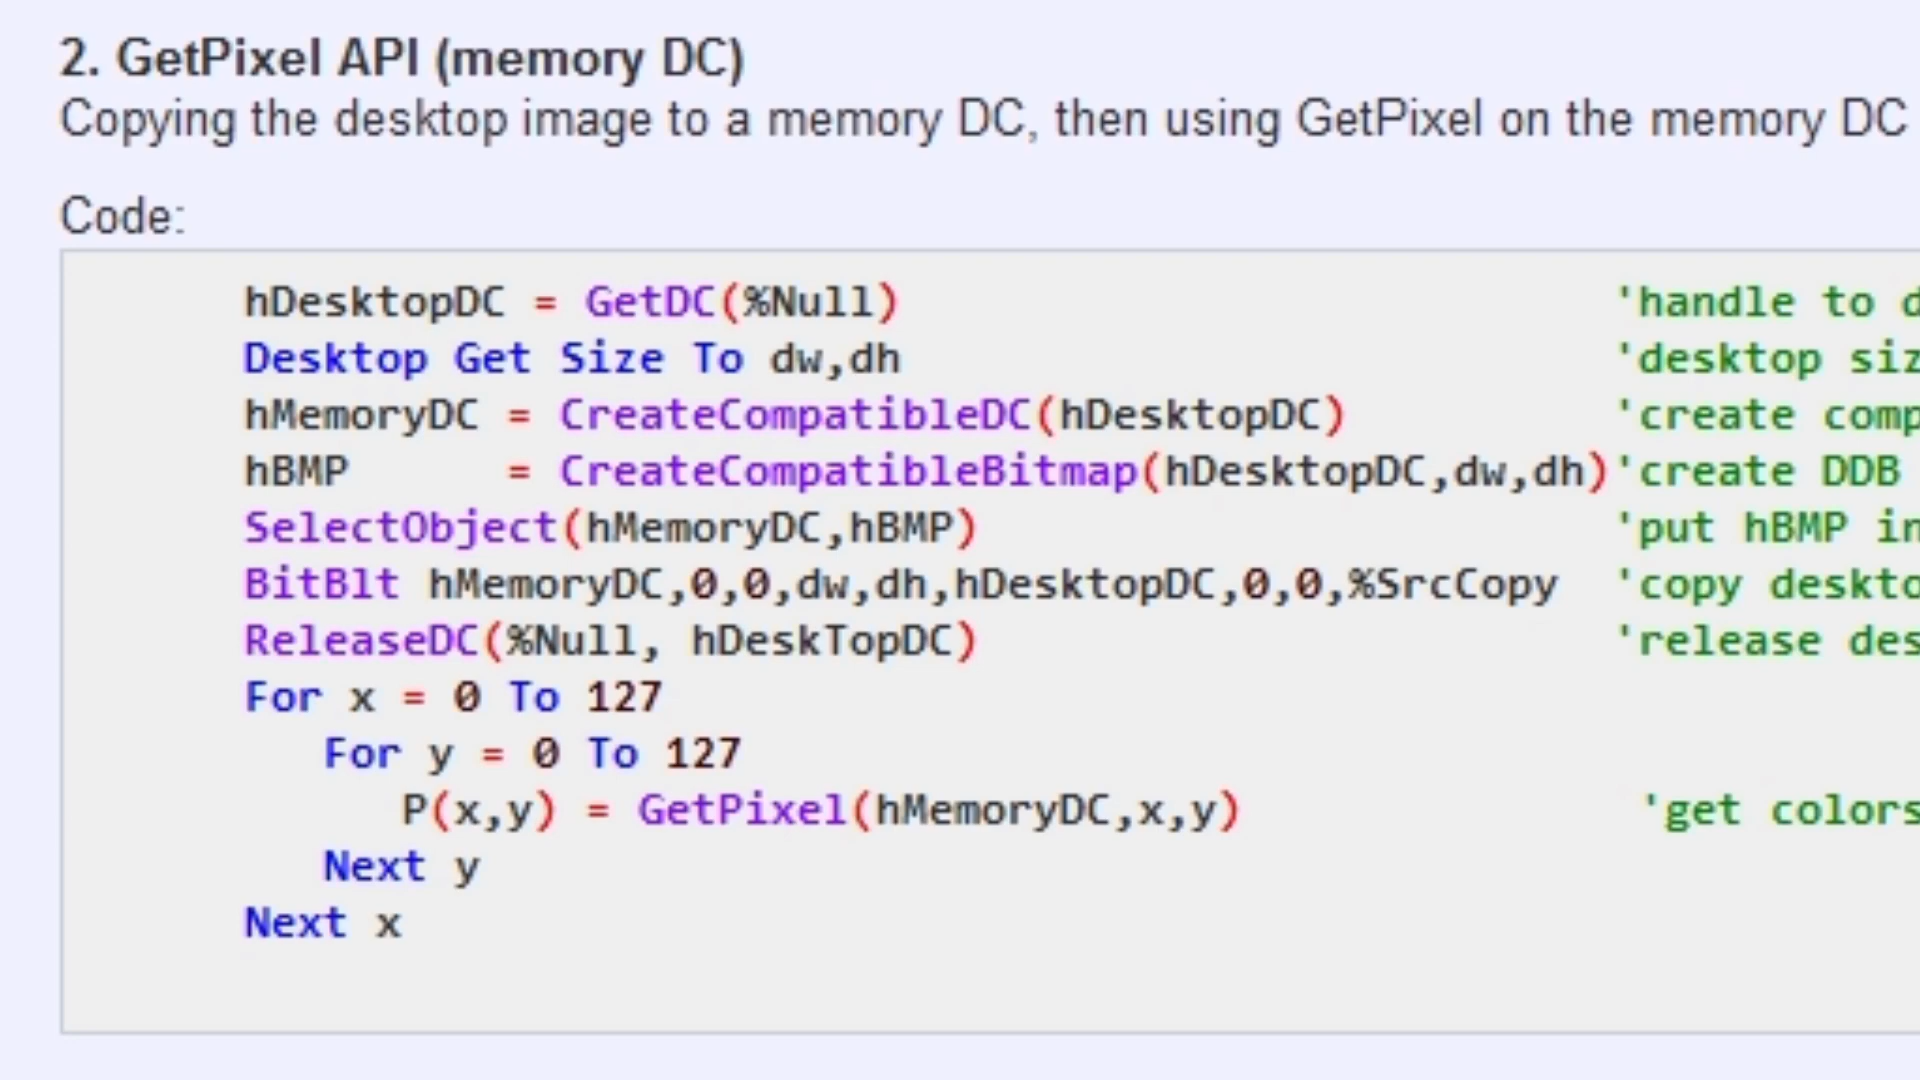 2. GetPixel API (memory DC)
Copying the desktop image to a memory DC, then using GetPixel on the memory DC
Code:
hDesktopDC = GetDC(%Null) 'handle to
Desktop Get Size To dw,dh 'desktop
hMemoryDC = CreateCompatibleDC(hDesktopDC) 'create
hBMP = CreateCompatibleBitmap(hDesktopDC,dw,dh) 'create DDB
SelectObject(hMemoryDC,hBMP) 'put hBMP
BitBlt hMemoryDC,0,0,dw,dh,hDesktopDC,0,0,%SrcCopy 'copy
ReleaseDC(%Null, hDeskTopDC) 'release
For x = 0 To 127
For y = 0 To 127
P(x,y) = GetPixel(hMemoryDC,x,y) 'get colors
Next y
Next x